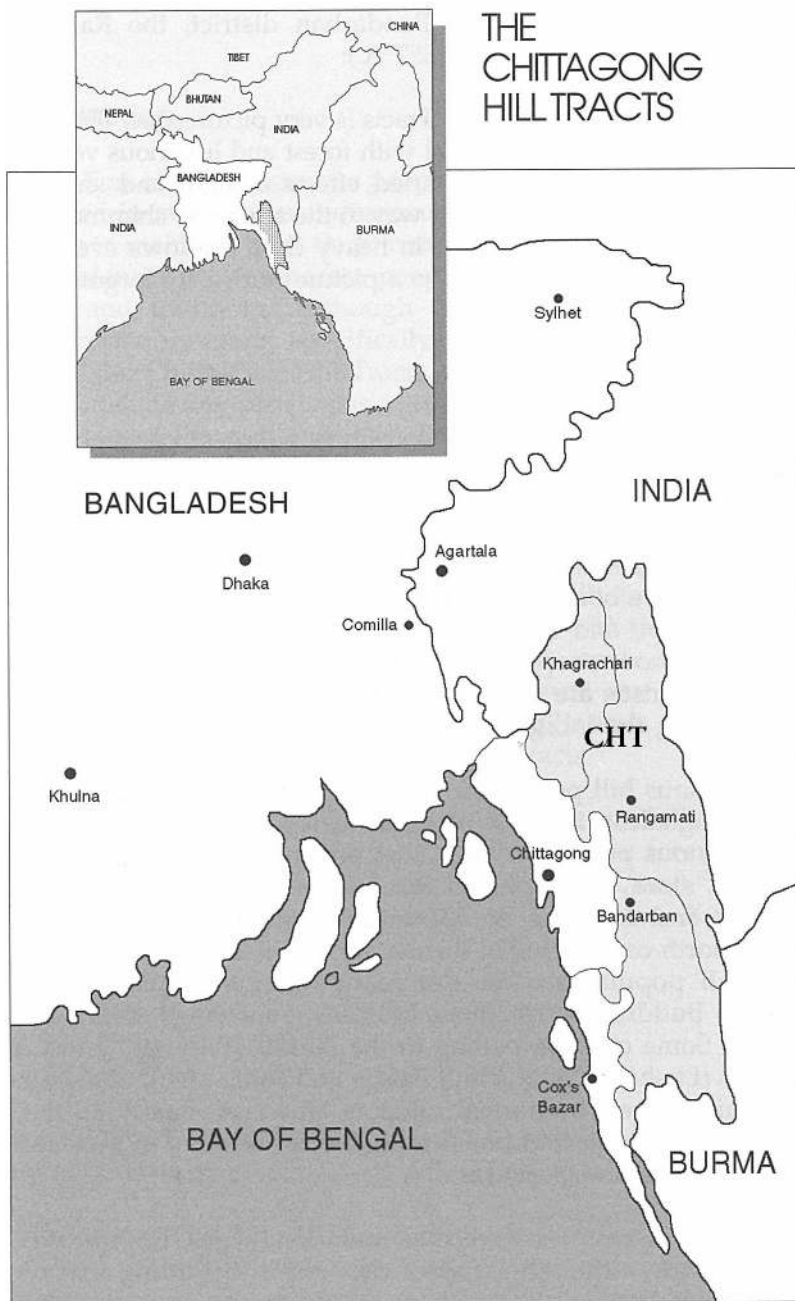 THE
CHITTAGONG
HILL TRACTS
CHINA
TIBET
NEPAL
BHUTAN
INDIA
BANGLADESH
INDIA
BURMA
BAY OF BENGAL
Sylhet
BANGLADESH
INDIA
Agartala
Dhaka
Comilla
Khagrachari
CHT
Khulna
Rangamati
Chittagong
Bandarban
Cox's
Bazar
BAY OF BENGAL
BURMA